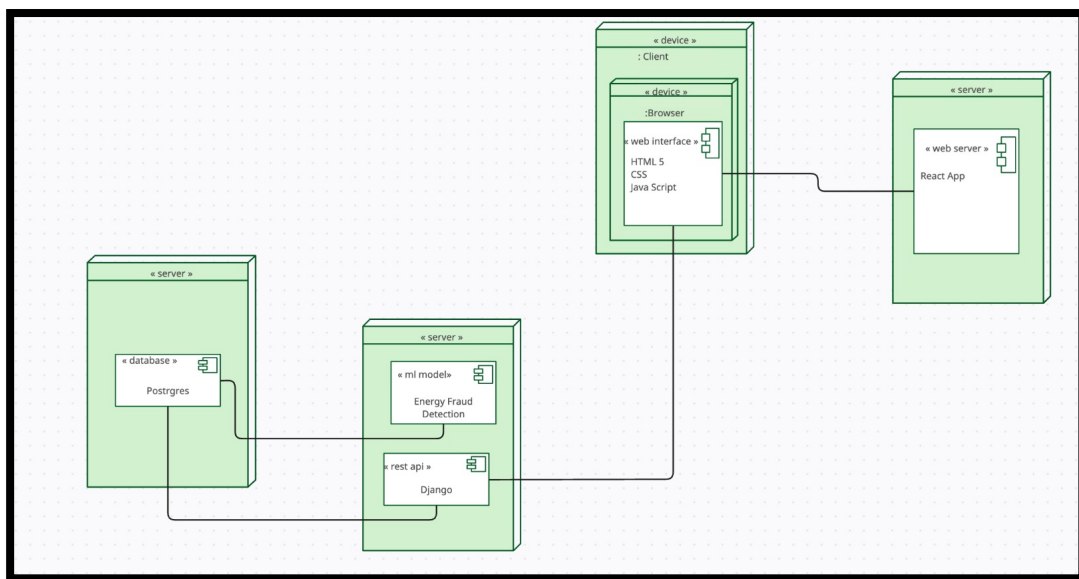 « device »
: Client
« device »
:Browser
« web interface »
HTML 5
CSS
Java Script
« server »
« web server »
React App
« server »
« database »
Postrgres
« server »
« ml model»
Energy Fraud
Detection
« rest api »
Django